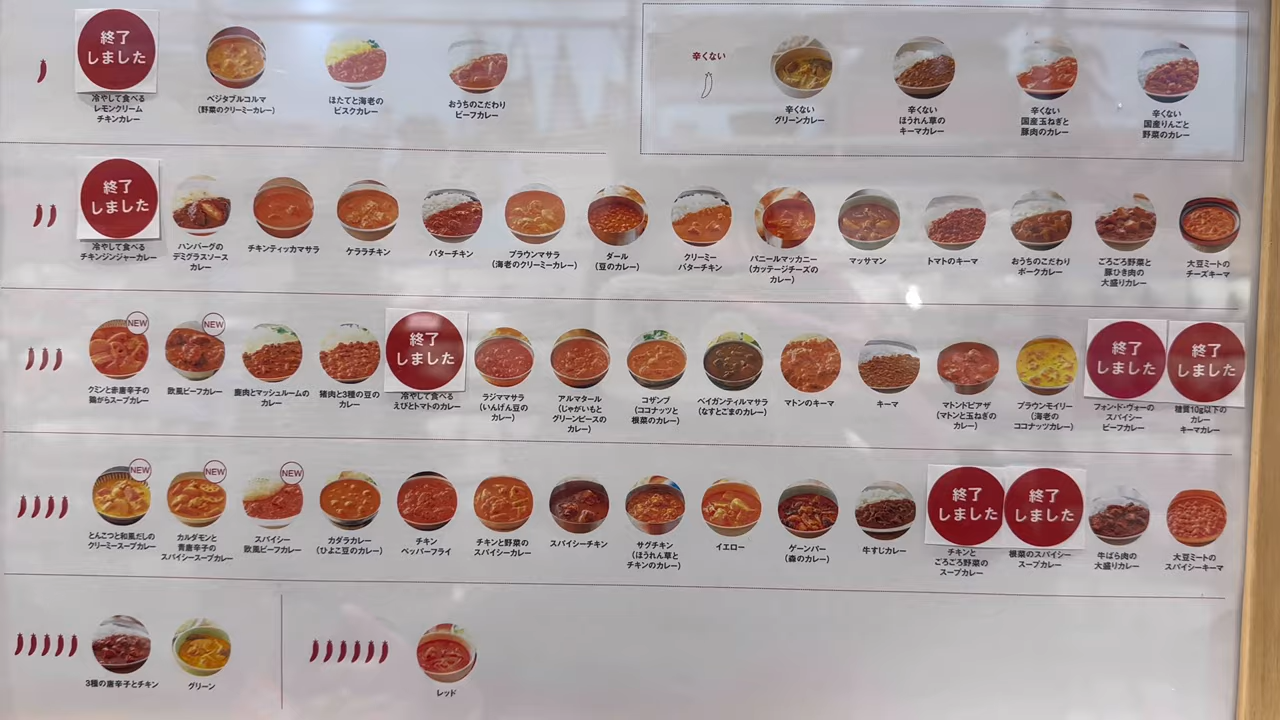 終了
しました
冷やして食べる
レモンクリーム
チキンカレー
ベジタブルコルマ
(野菜のクリーミーカレー)
ほたてと海老の
ビスクカレー
おうちのこだわり
ビーフカレー
辛くない
辛くない
グリーンカレー
辛くない
ほうれん草の
キーマカレー
辛くない
国産玉ねぎと
豚肉のカレー
辛くない
国産りんごと
野菜のカレー
終了
しました
冷やして食べる
チキンジンジャーカレー
ハンバーグの
デミグラスソース
カレー
チキンティッカマサラ
ケララチキン
バターチキン
プラウンマサラ
(海老のクリーミーカレー)
ダール
(豆のカレー)
クリーミー
バターチキン
パニールマッカニー
(カッテージチーズの
カレー)
マッサマン
トマトのキーマ
おうちのこだわり
ポークカレー
ごろごろ野菜と
豚ひき肉の
大盛りカレー
大豆ミートの
チーズキーマ
NEW
クミンと赤唐辛子の
鶏がらスープカレー
NEW
欧風ビーフカレー
鹿肉とマッシュルームの
カレー
猪肉と3種の豆の
カレー
終了
しました
冷やして食べる
えびとトマトのカレー
ラジママサラ
(いんげん豆の
カレー)
アルマタール
(じゃがいもと
グリーンピースの
カレー)
コザンブ
(ココナッツと
根菜のカレー)
ベイガンティルマサラ
(なすとごまのカレー)
マトンのキーマ
キーマ
マトンドピアザ
(マトンと玉ねぎの
カレー)
プラウンモイリー
(海老の
ココナッツカレー)
終了
しました
フォン・ド・ヴォーの
スパイシー
ビーフカレー
終了
しました
糖質10g以下の
カレー
キーマカレー
NEW
とんこつと和風だしの
クリーミースープカレー
NEW
カルダモンと
青唐辛子の
スパイシースープカレー
NEW
スパイシー
欧風ビーフカレー
カダラカレー
(ひよこ豆のカレー)
チキン
ペッパーフライ
チキンと野菜の
スパイシーカレー
スパイシーチキン
サグチキン
(ほうれん草と
チキンのカレー)
イエロー
ゲーンパー
(森のカレー)
牛すじカレー
終了
しました
チキンと
ごろごろ野菜の
スープカレー
終了
しました
根菜のスパイシー
スープカレー
牛ばら肉の
大盛りカレー
大豆ミートの
スパイシーキーマ
3種の唐辛子とチキン
グリーン
レッド